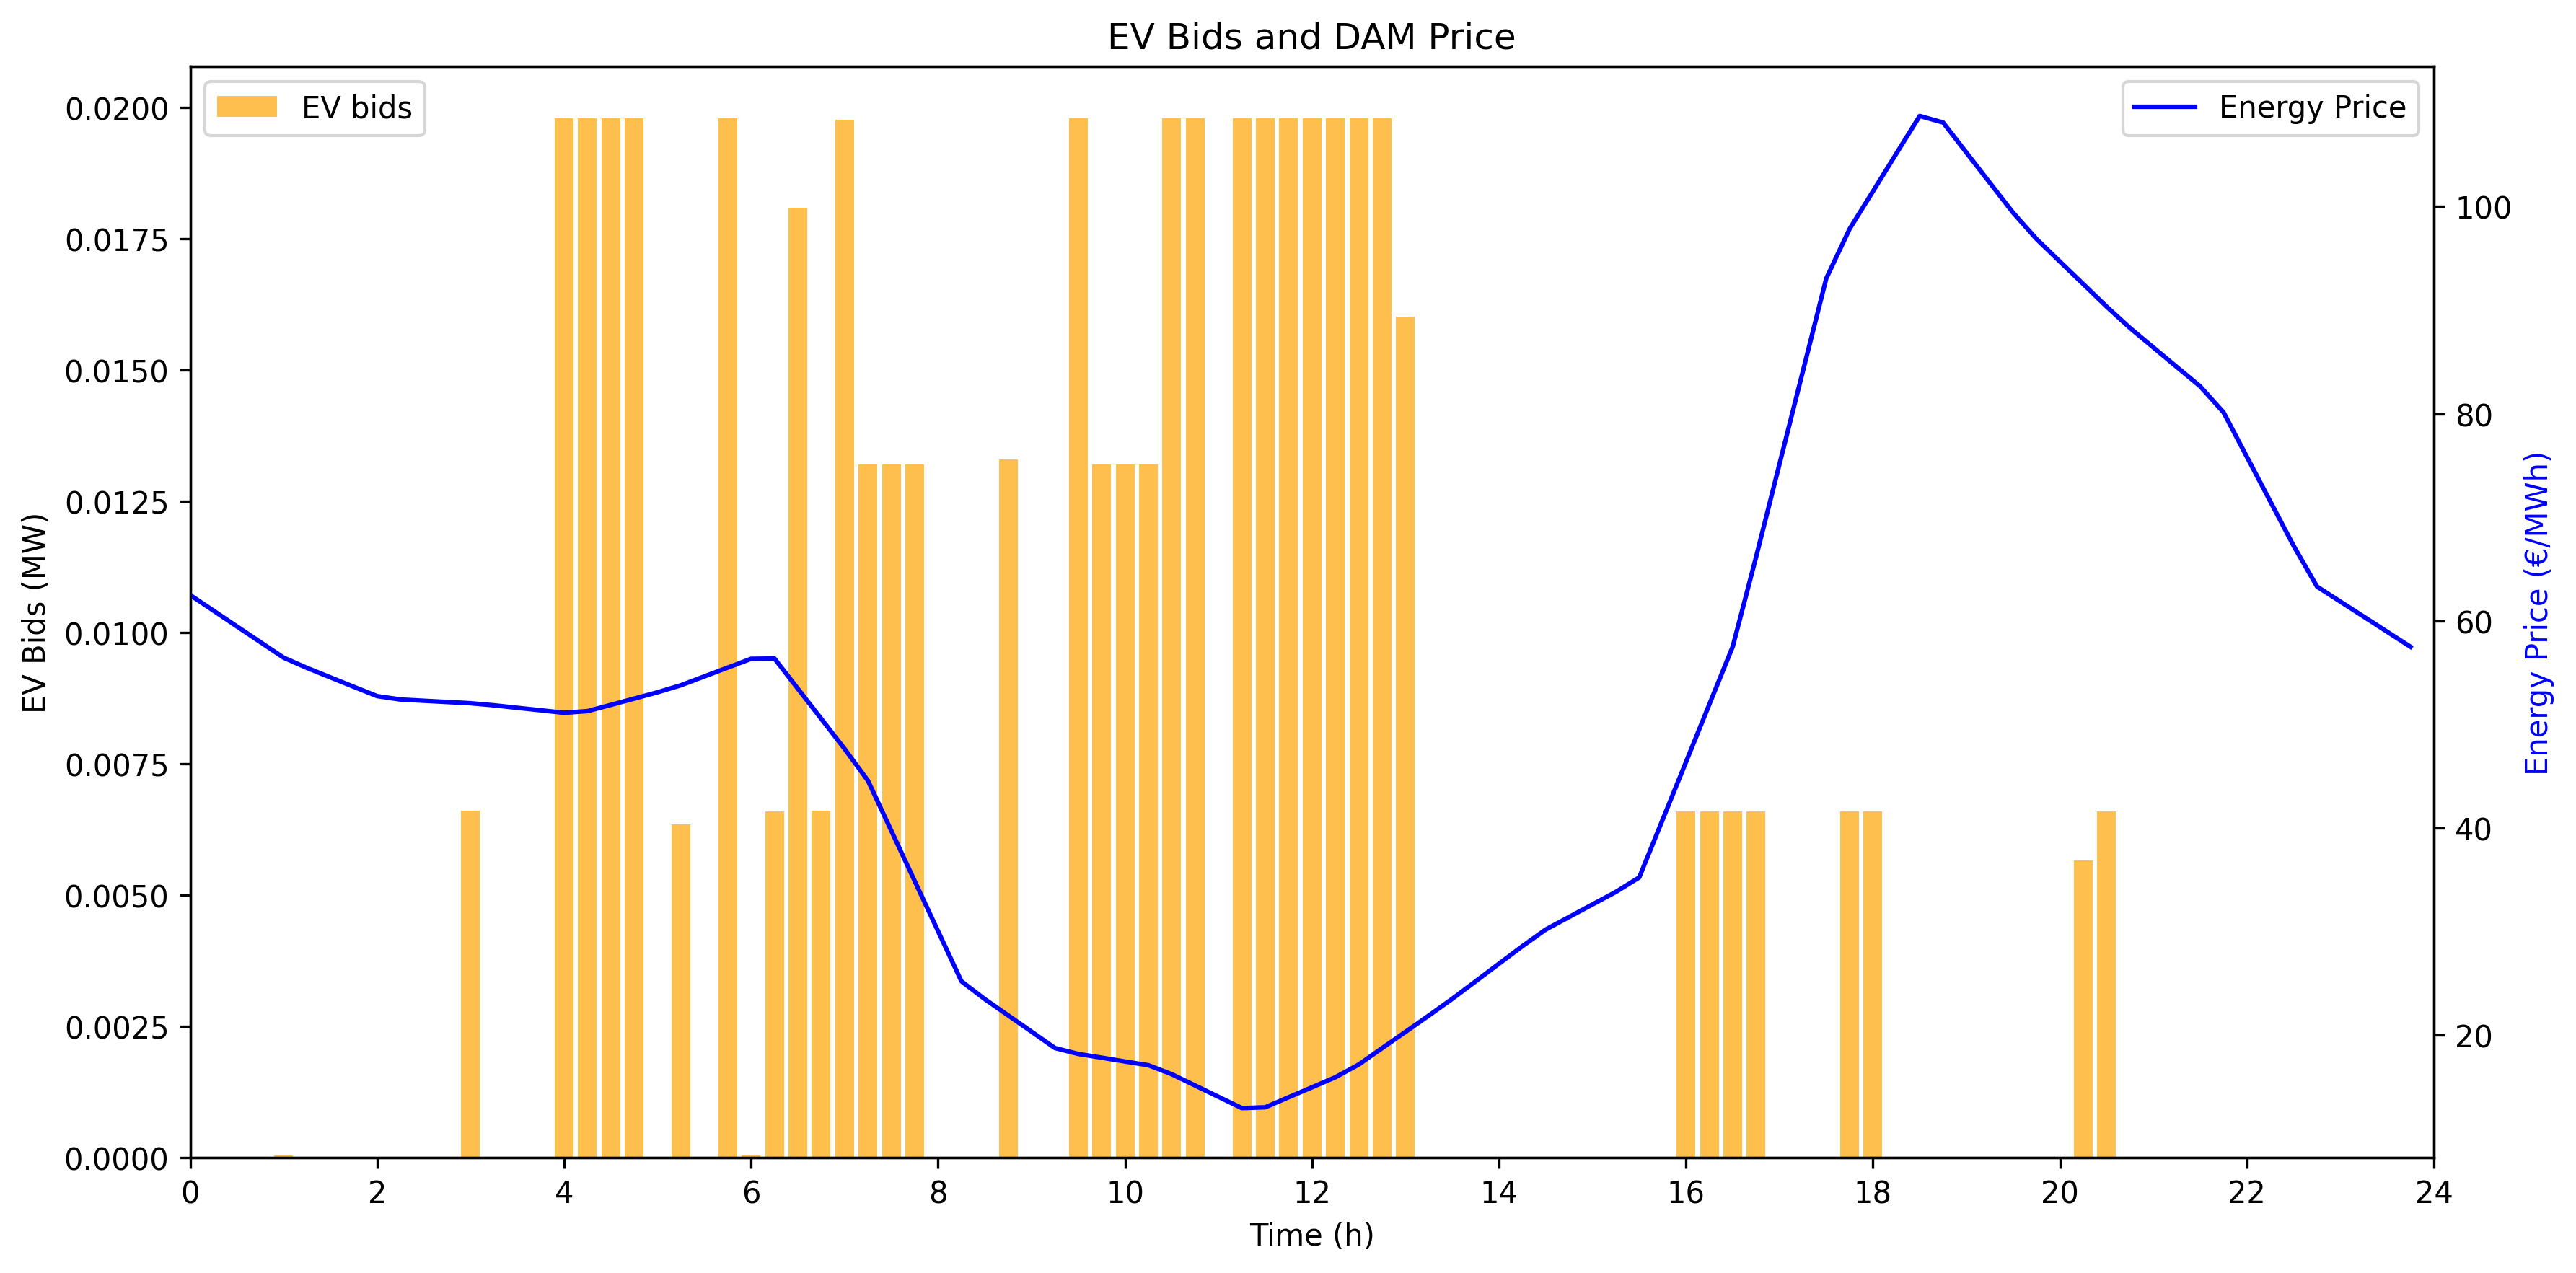 EV Bids and DAM Price
EV bids
Energy Price
0.0200
0.0175
0.0150
0.0125
0.0100
0.0075
0.0050
0.0025
0.0000
EV Bids (MW)
100
80
60
40
20
Energy Price (€/MWh)
0 2 4 6 8 10 12 14 16 18 20 22 24
Time (h)